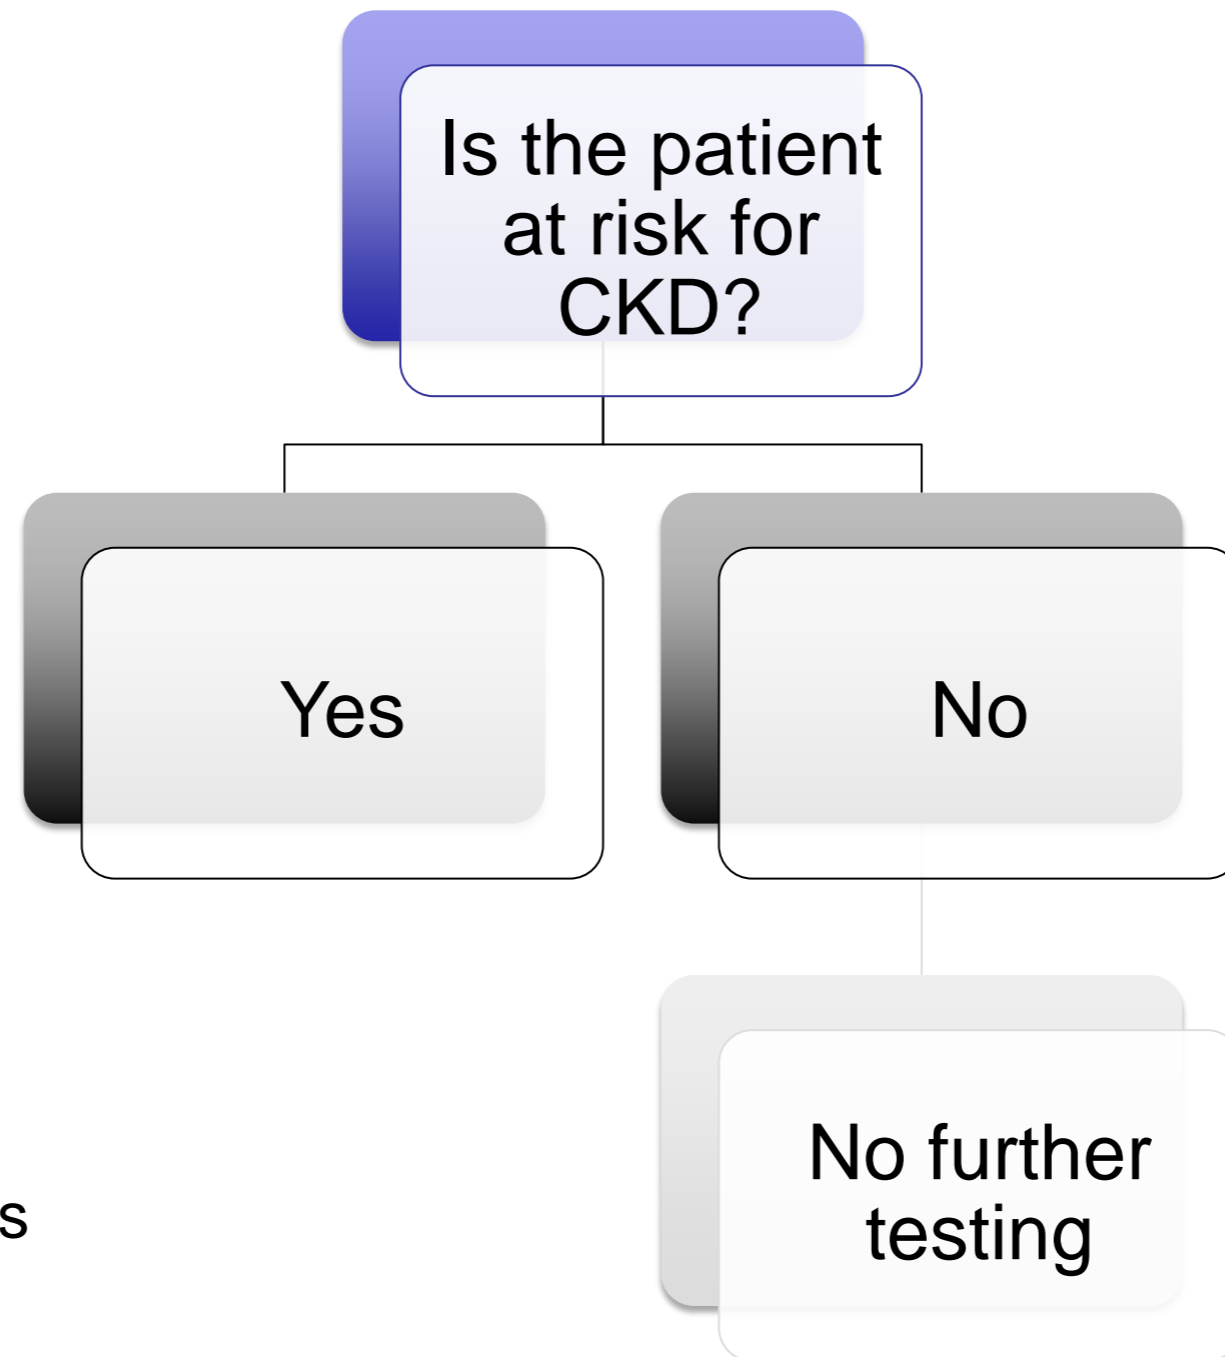 Is the patient
at risk for
CKD?
Yes
No
No further
testing
s